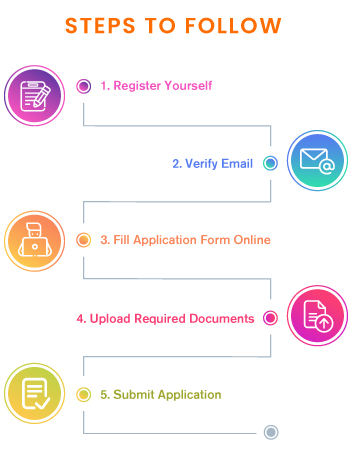 STEPS TO FOLLOW
1. Register Yourself
2. Verify Email
3. Fill Application Form Online
4. Upload Required Documents
5. Submit Application